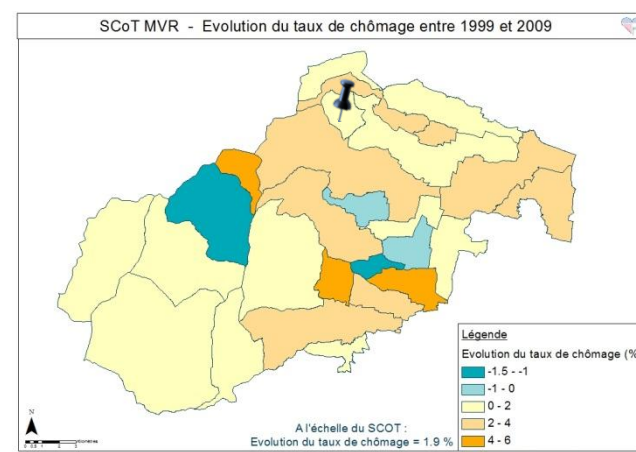 SCoT MVR - Evolution du taux de chômage entre 1999 et 2009
N
A l'échelle du SCOT :
Evolution du taux de chômage = 1.9 %
Légende
Evolution du taux de chômage (%
-1.5 - -1
-1 - 0
0 - 2
2 - 4
4 - 6